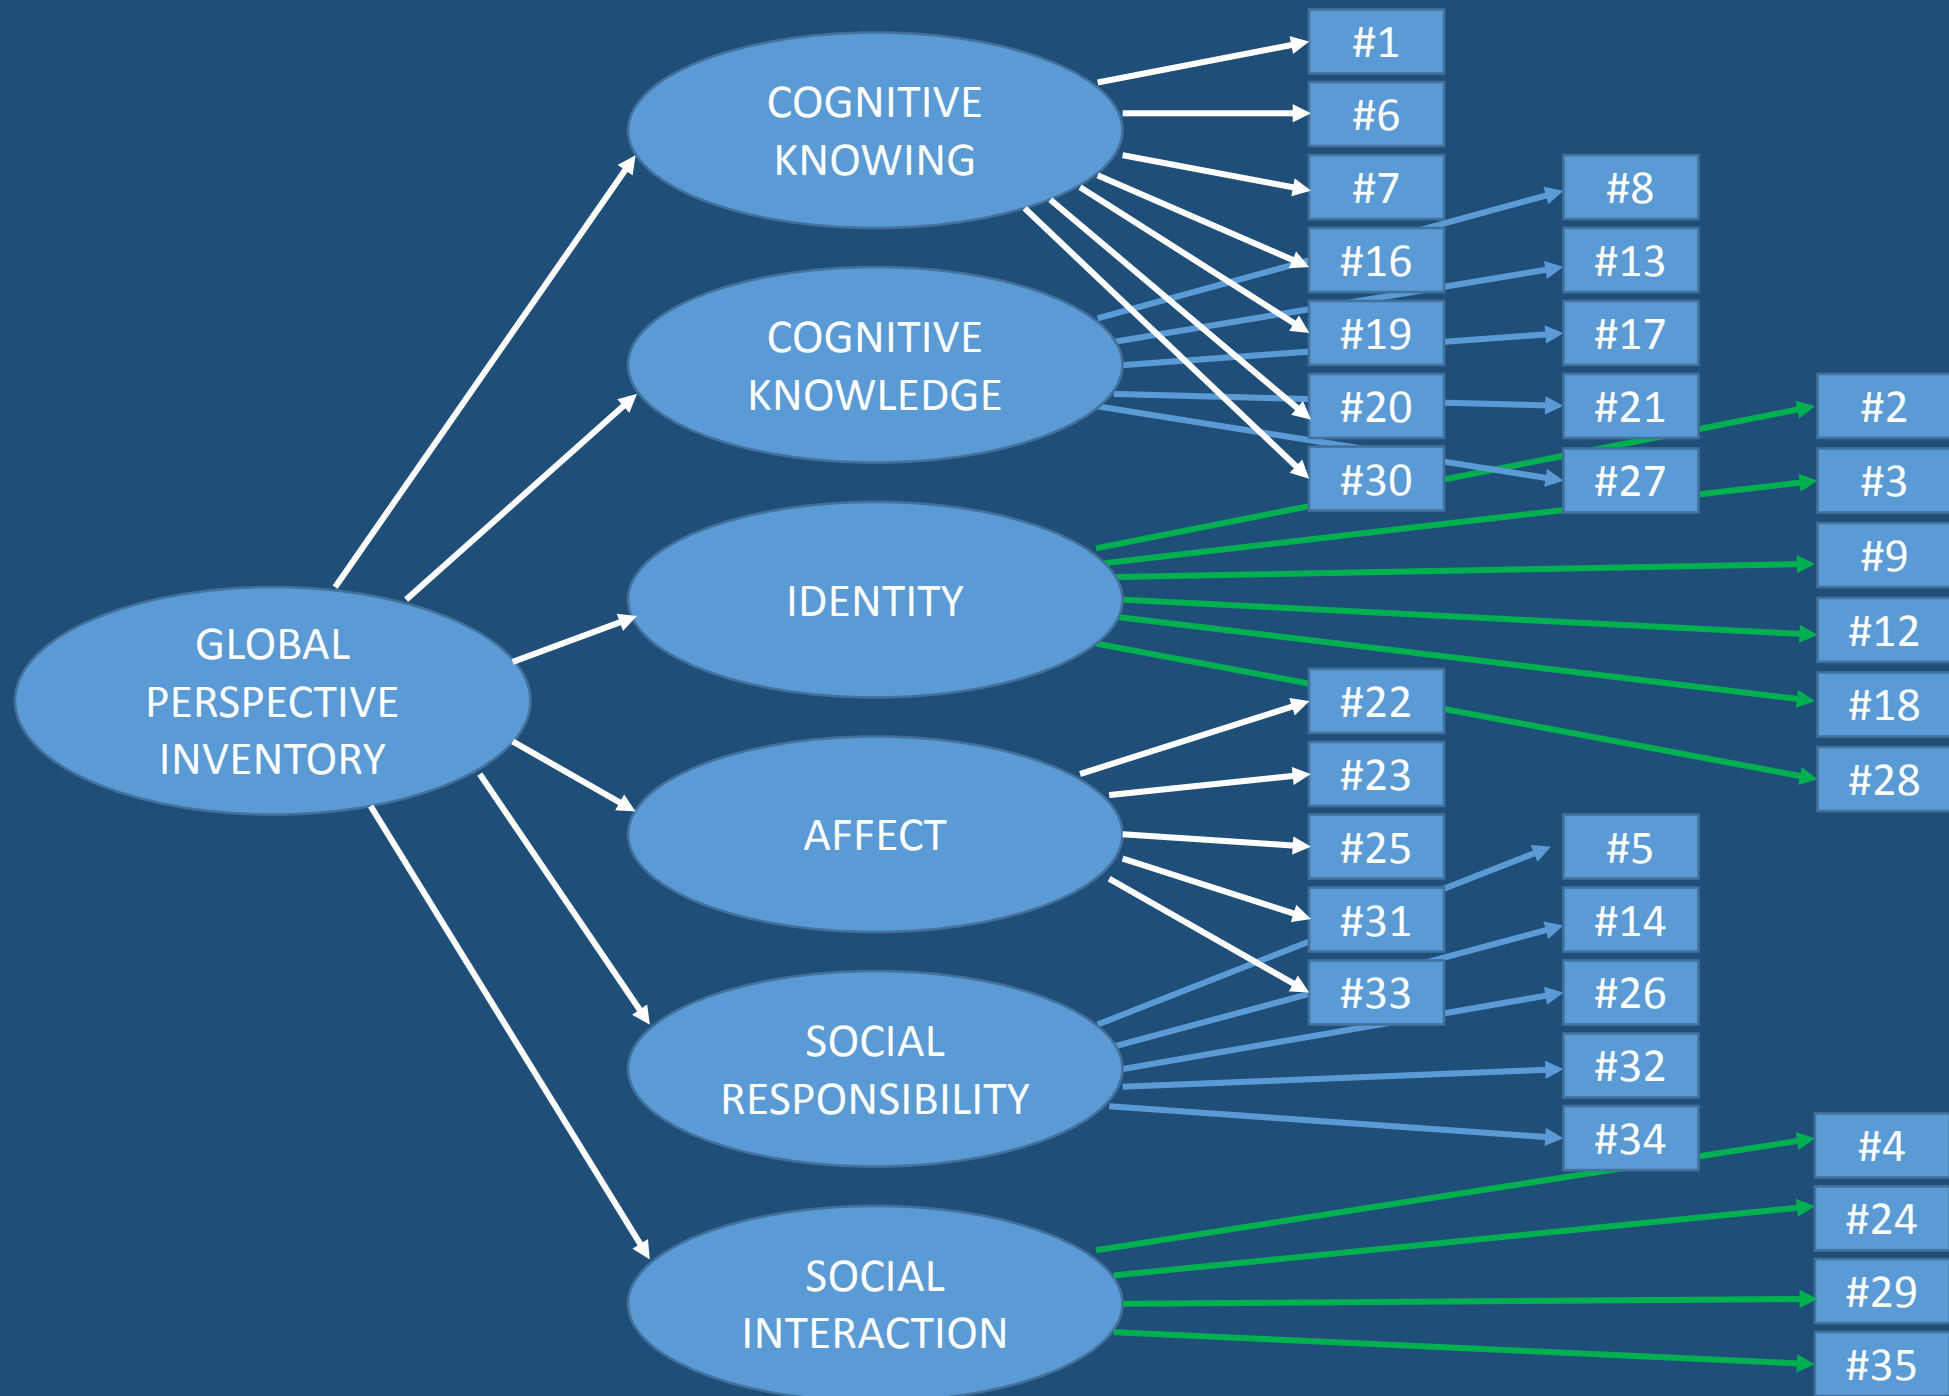 GLOBAL
PERSPECTIVE
INVENTORY
COGNITIVE
KNOWING
COGNITIVE
KNOWLEDGE
IDENTITY
AFFECT
SOCIAL
RESPONSIBILITY
SOCIAL
INTERACTION
#1
#6
#7
#16
#19
#20
#30
#8
#13
#17
#21
#27
#2
#3
#9
#12
#18
#28
#22
#23
#25
#31
#33
#5
#14
#26
#32
#34
#4
#24
#29
#35